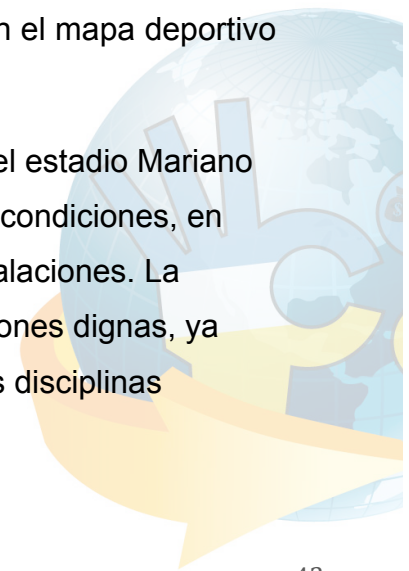 n el mapa deportivo
el estadio Mariano
condiciones, en
alaciones. La
ones dignas, ya
s disciplinas